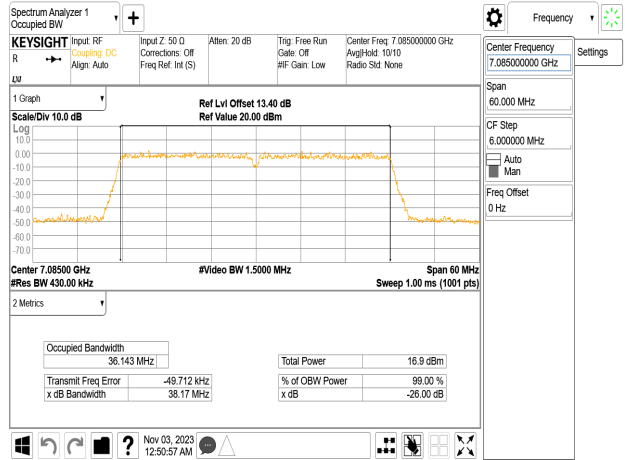 Spectrum Analyzer 1
Occupied BW
Frequency
KEYSIGHT
R
Input: RF
Coupling: DC
Align: Auto
Input Z: 50 Ω
Corrections: Off
Freq Ref: Int (S)
Atten: 20 dB
Trig: Free Run
Gate: Off
#IF Gain: Low
Center Freq: 7.085000000 GHz
Avg|Hold: 10/10
Radio Std: None
Center Frequency
7.085000000 GHz
Settings
Span
60.000 MHz
CF Step
6.000000 MHz
Auto
Man
Freq Offset
0 Hz
1 Graph
Scale/Div 10.0 dB
Ref Lvl Offset 13.40 dB
Ref Value 20.00 dBm
Log
10.0
0.00
-10.0
-20.0
-30.0
-40.0
-50.0
-60.0
-70.0
Center 7.08500 GHz
#Res BW 430.00 kHz
#Video BW 1.5000 MHz
Span 60 MHz
Sweep 1.00 ms (1001 pts)
2 Metrics
Occupied Bandwidth
36.143 MHz
Transmit Freq Error -49.712 kHz
x dB Bandwidth 38.17 MHz
Total Power 16.9 dBm
% of OBW Power 99.00 %
x dB -26.00 dB
Nov 03, 2023
12:50:57 AM